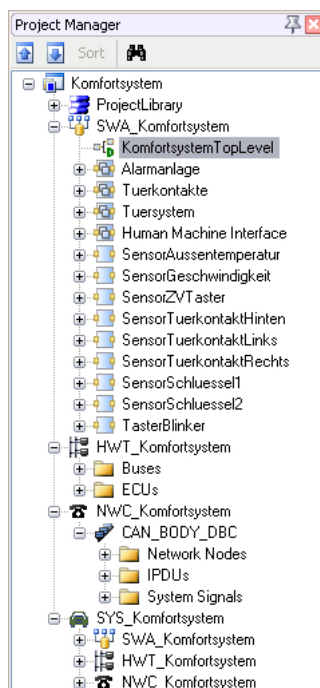 Project Manager
Sort
Komfortsystem
ProjectLibrary
SWA_Komfortsystem
KomfortsystemTopLevel
Alarmanlage
Tuerkontakte
Tuersystem
Human Machine Interface
SensorAussentemperatur
SensorGeschwindigkeit
SensorZVTaster
SensorTuerkontaktHinten
SensorTuerkontaktLinks
SensorTuerkontaktRechts
SensorSchluessel1
SensorSchluessel2
TasterBlinker
HWT_Komfortsystem
Buses
ECUs
NWC_Komfortsystem
CAN_BODY_DBC
Network Nodes
IPDUs
System Signals
SYS_Komfortsystem
SWA_Komfortsystem
HWT_Komfortsystem
NWC_Komfortsystem